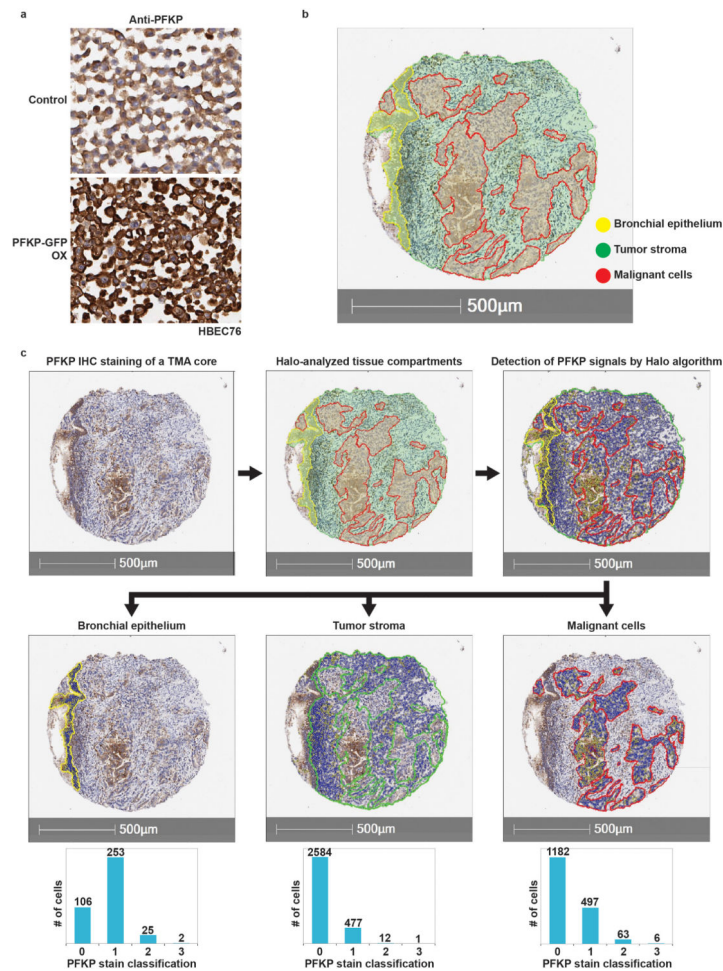 a
Anti-PFKP
Control
PFKP-GFP
OX
HBEC76
b
Bronchial epithelium
Tumor stroma
Malignant cells
500µm
c
PFKP IHC staining of a TMA core
Halo-analyzed tissue compartments
Detection of PFKP signals by Halo algorithm
500µm
500µm
500µm
Bronchial epithelium
Tumor stroma
Malignant cells
500µm
500µm
500µm
# of cells
106
253
25
2
0 1 2 3
PFKP stain classification
# of cells
2584
477
12
1
0 1 2 3
PFKP stain classification
# of cells
1182
497
63
6
0 1 2 3
PFKP stain classification